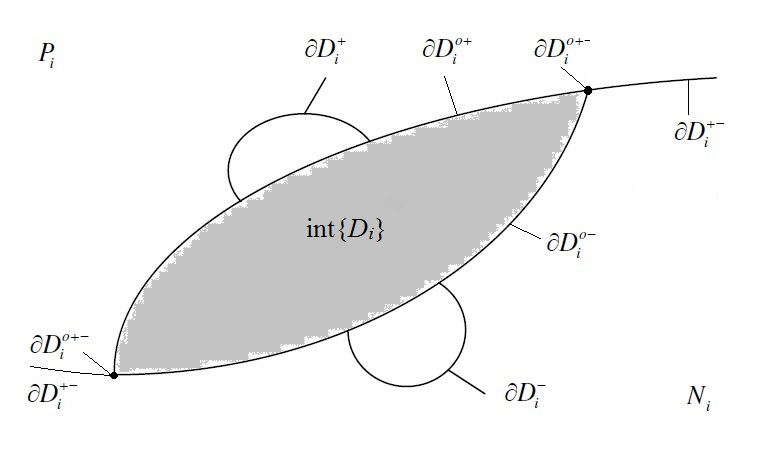 P_i
∂D_i^+
∂D_i^{o+}
∂D_i^{o+-}
∂D_i^{+-}
int{D_i}
∂D_i^{o-}
∂D_i^{o+-}
∂D_i^{+-}
∂D_i^-
N_i